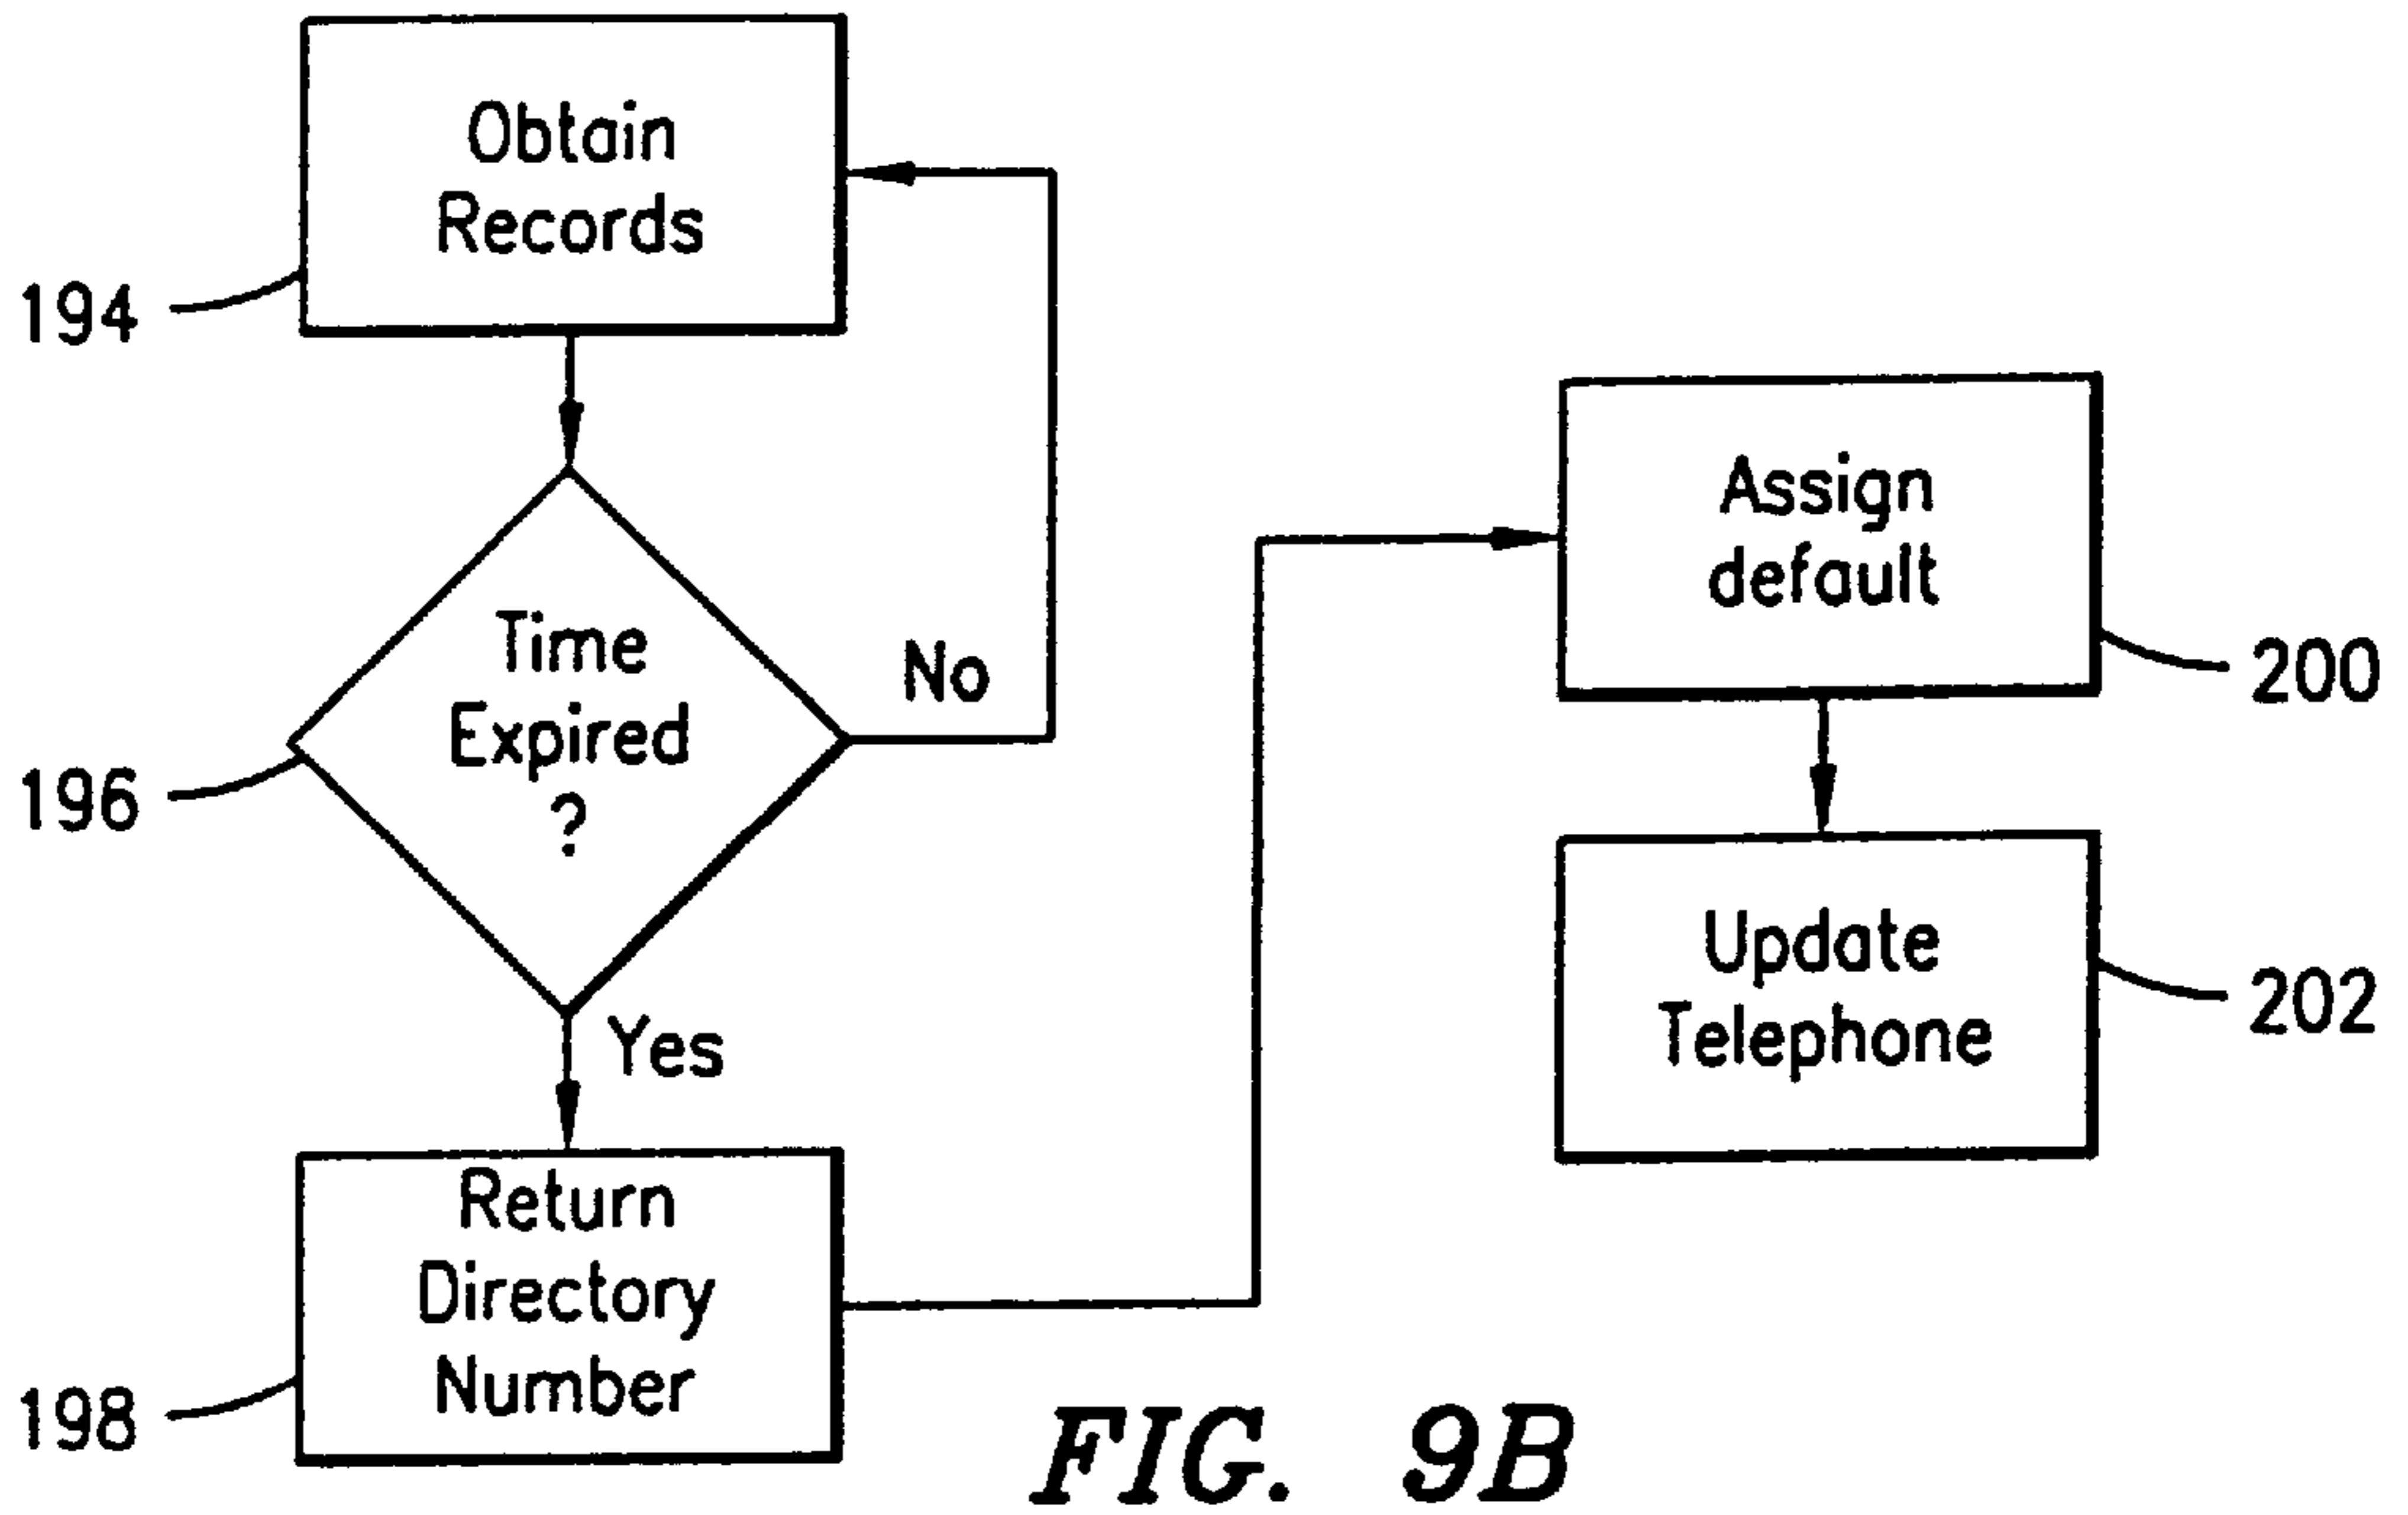 Obtain
Records
194
Time
Expired
?
No
196
Yes
Return
Directory
Number
198
Assign
default
200
Update
Telephone
202
FIG. 9B